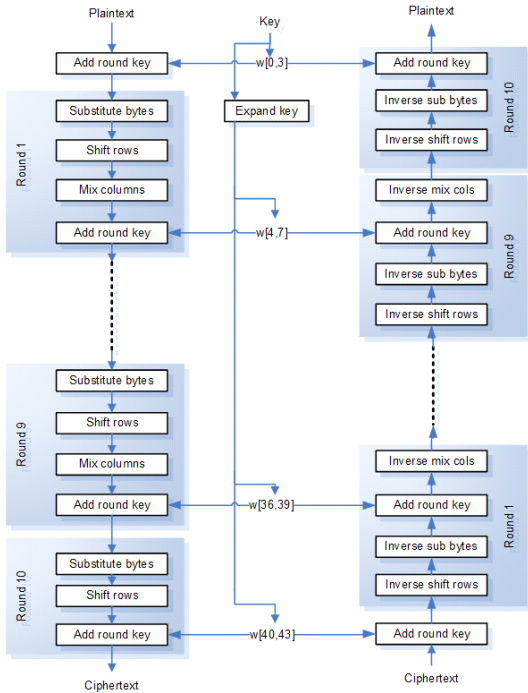 Plaintext
Key
Plaintext
Add round key
w[0,3]
Add round key
Round 1
Substitute bytes
Shift rows
Mix columns
Add round key
Expand key
w[4,7]
Round 10
Inverse sub bytes
Inverse shift rows
Round 9
Inverse mix cols
Add round key
Inverse sub bytes
Inverse shift rows
Round 9
Substitute bytes
Shift rows
Mix columns
Add round key
w[36,39]
Round 1
Inverse mix cols
Add round key
Inverse sub bytes
Inverse shift rows
Round 10
Substitute bytes
Shift rows
Add round key
w[40,43]
Add round key
Ciphertext
Ciphertext